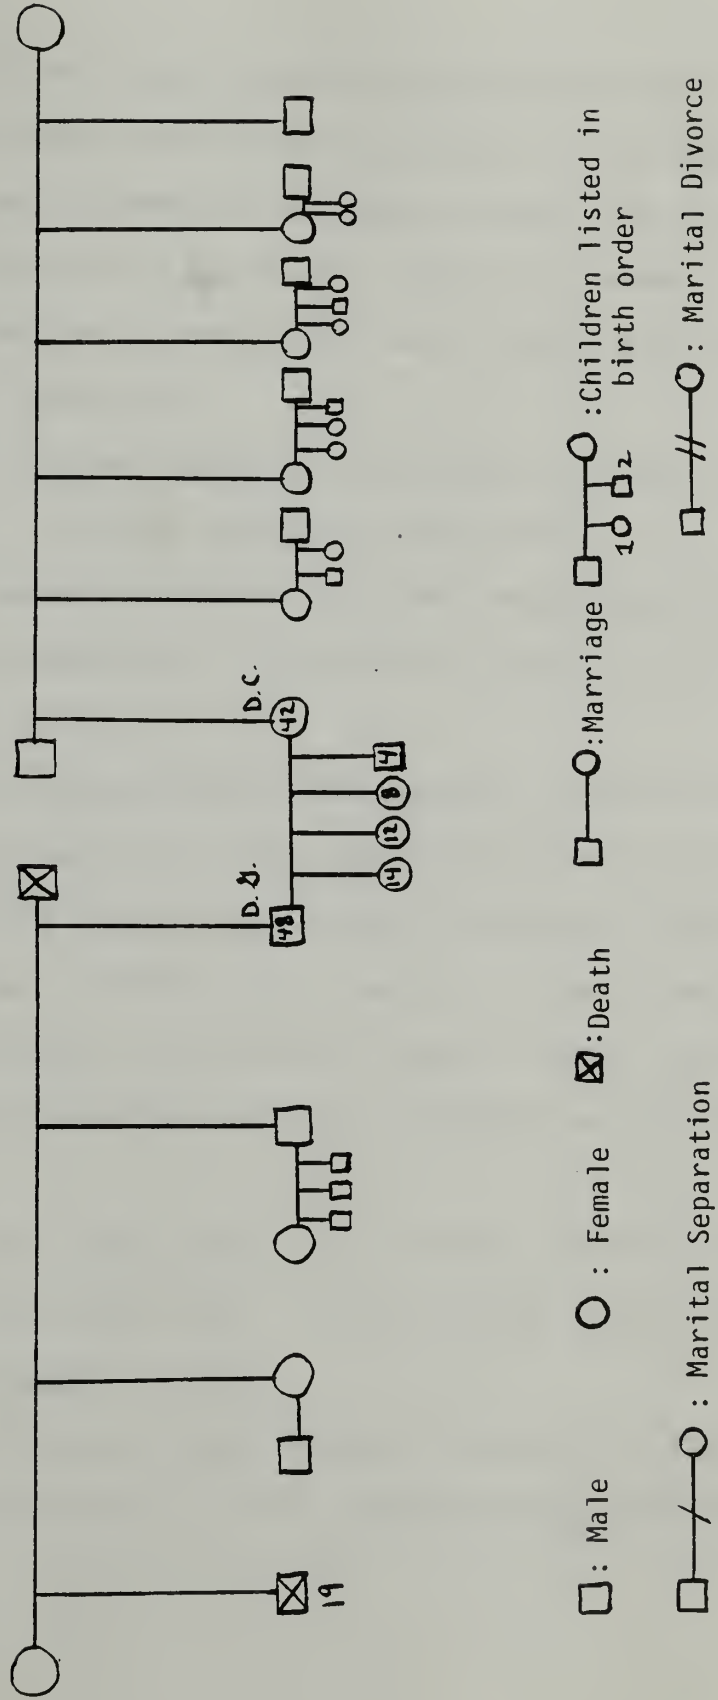 D. D.C.
48 42
14 12 8 4
19
: Male : Female :Death :Marriage :Children listed in
1 2 birth order
: Marital Separation : Marital Divorce